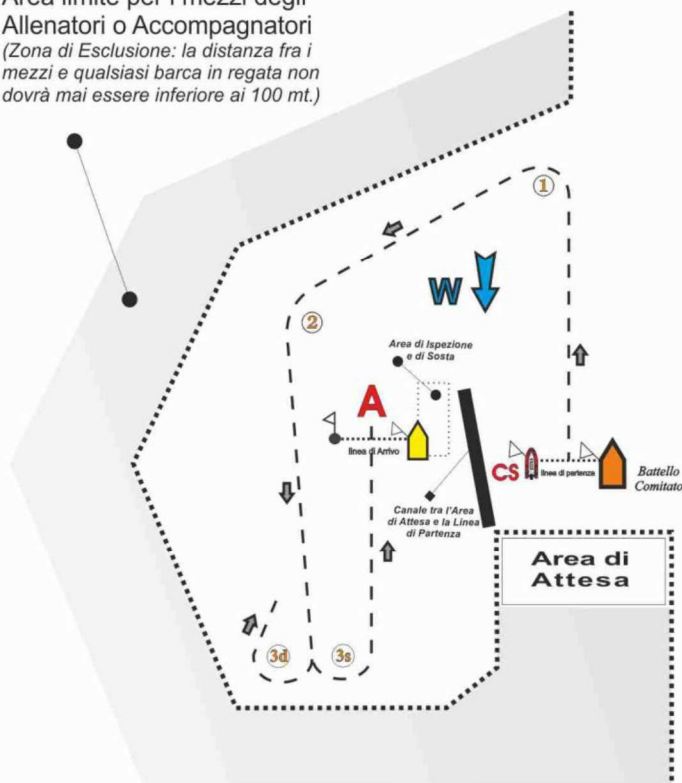 Area limite per i mezzi degli
Allenatori o Accompagnatori
(Zona di Esclusione: la distanza fra i
mezzi e qualsiasi barca in regata non
dovrà mai essere inferiore ai 100 mt.)
1
W
2
Area di Ispezione
e di Sosta
A
linea di Arrivo
CS
linea di partenza
Battello
Comitato
Canale tra l'Area
di Attesa e la Linea
di Partenza
Area di
Attesa
3d
3s